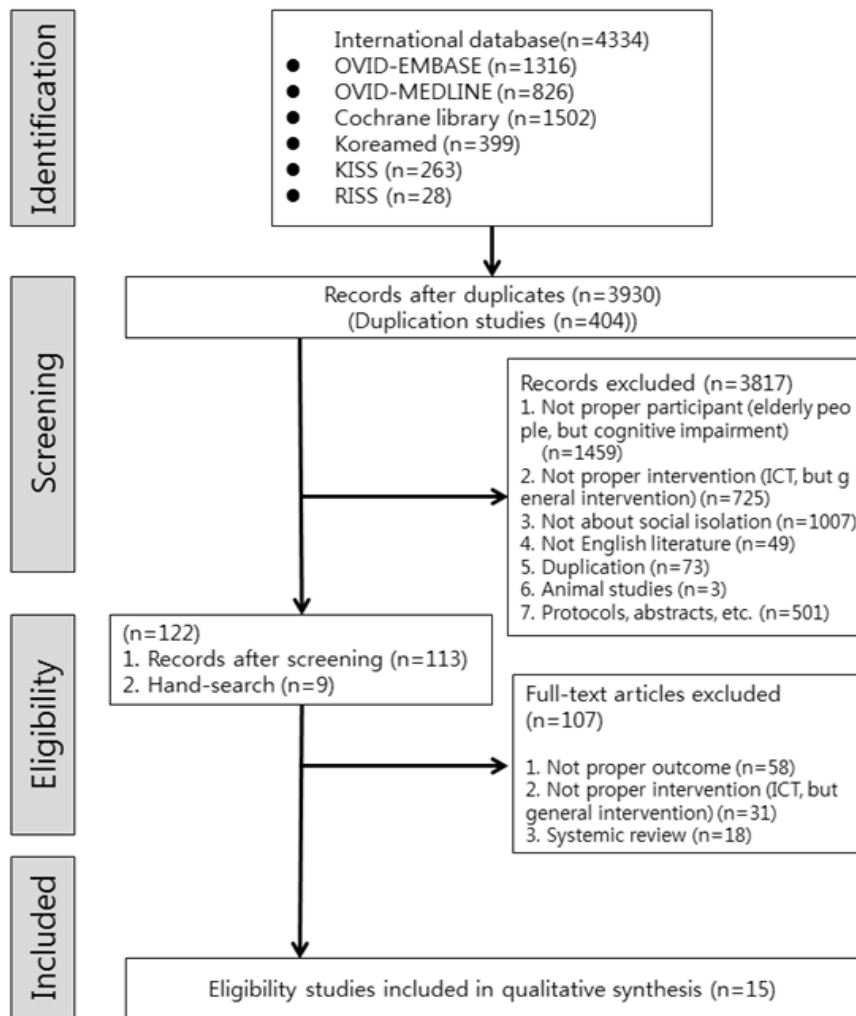 Identification
International database(n=4334)
● OVID-EMBASE (n=1316)
● OVID-MEDLINE (n=826)
● Cochrane library (n=1502)
● Koreamed (n=399)
● KISS (n=263)
● RISS (n=28)
Screening
Records after duplicates (n=3930)
(Duplication studies (n=404))
Records excluded (n=3817)
1. Not proper participant (elderly peo
ple, but cognitive impairment)
(n=1459)
2. Not proper intervention (ICT, but g
eneral intervention) (n=725)
3. Not about social isolation (n=1007)
4. Not English literature (n=49)
5. Duplication (n=73)
6. Animal studies (n=3)
7. Protocols, abstracts, etc. (n=501)
Eligibility
(n=122)
1. Records after screening (n=113)
2. Hand-search (n=9)
Full-text articles excluded
(n=107)
1. Not proper outcome (n=58)
2. Not proper intervention (ICT, but
general intervention) (n=31)
3. Systemic review (n=18)
Included
Eligibility studies included in qualitative synthesis (n=15)